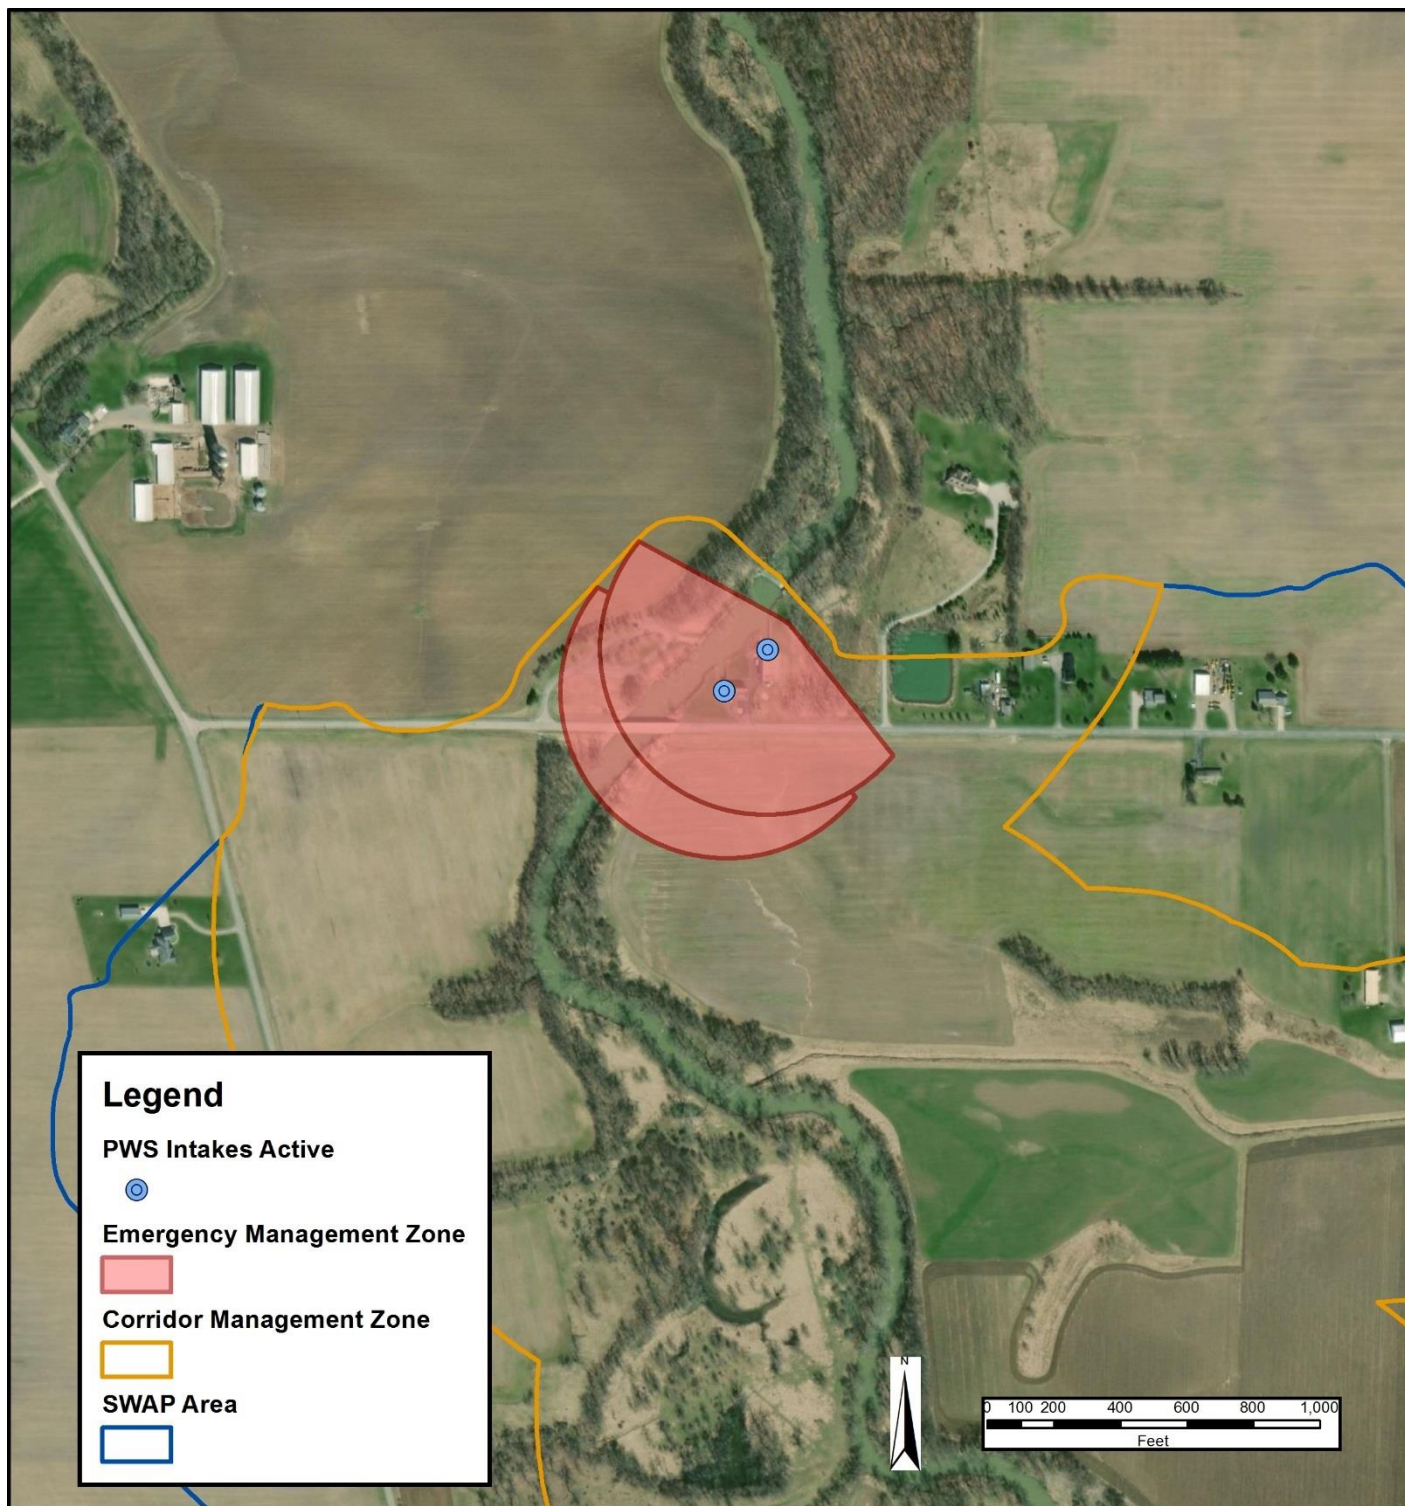 Legend
PWS Intakes Active
Emergency Management Zone
Corridor Management Zone
SWAP Area
N
0 100 200 400 600 800 1,000
Feet